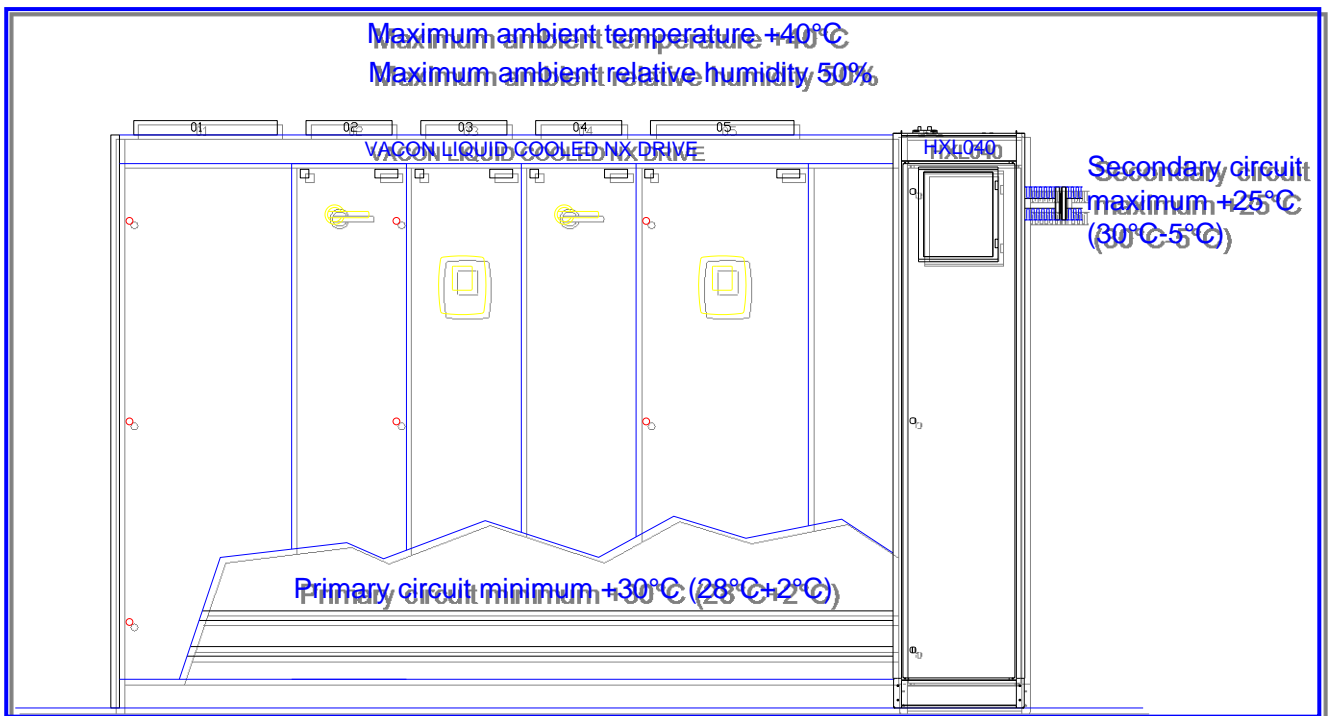 Maximum ambient temperature +40°C
Maximum ambient relative humidity 50%
01 02 03 04 05
VACON LIQUID COOLED NX DRIVE
HXL040
Secondary circuit
maximum +25°C
(30°C-5°C)
Primary circuit minimum +30°C (28°C+2°C)